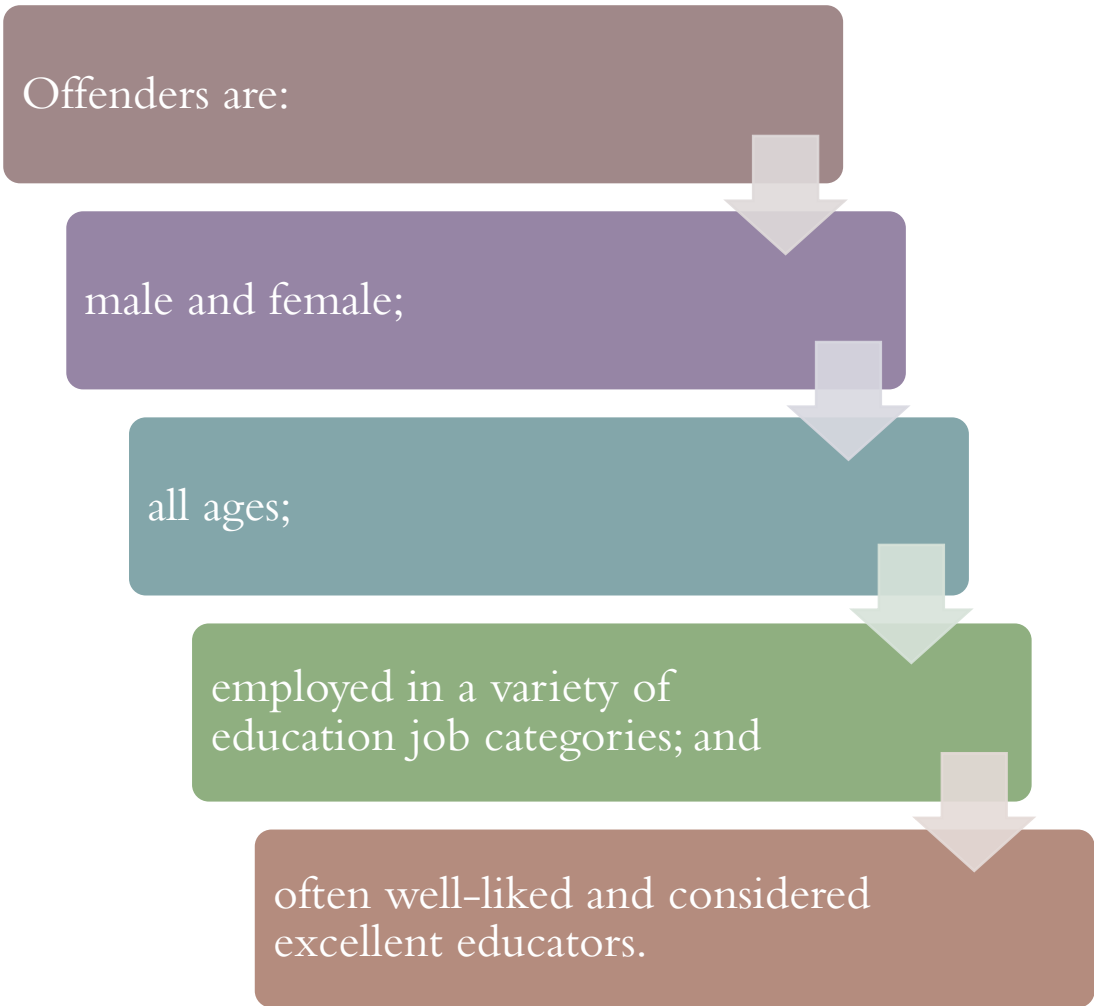 Offenders are:
male and female;
all ages;
employed in a variety of
education job categories; and
often well-liked and considered
excellent educators.